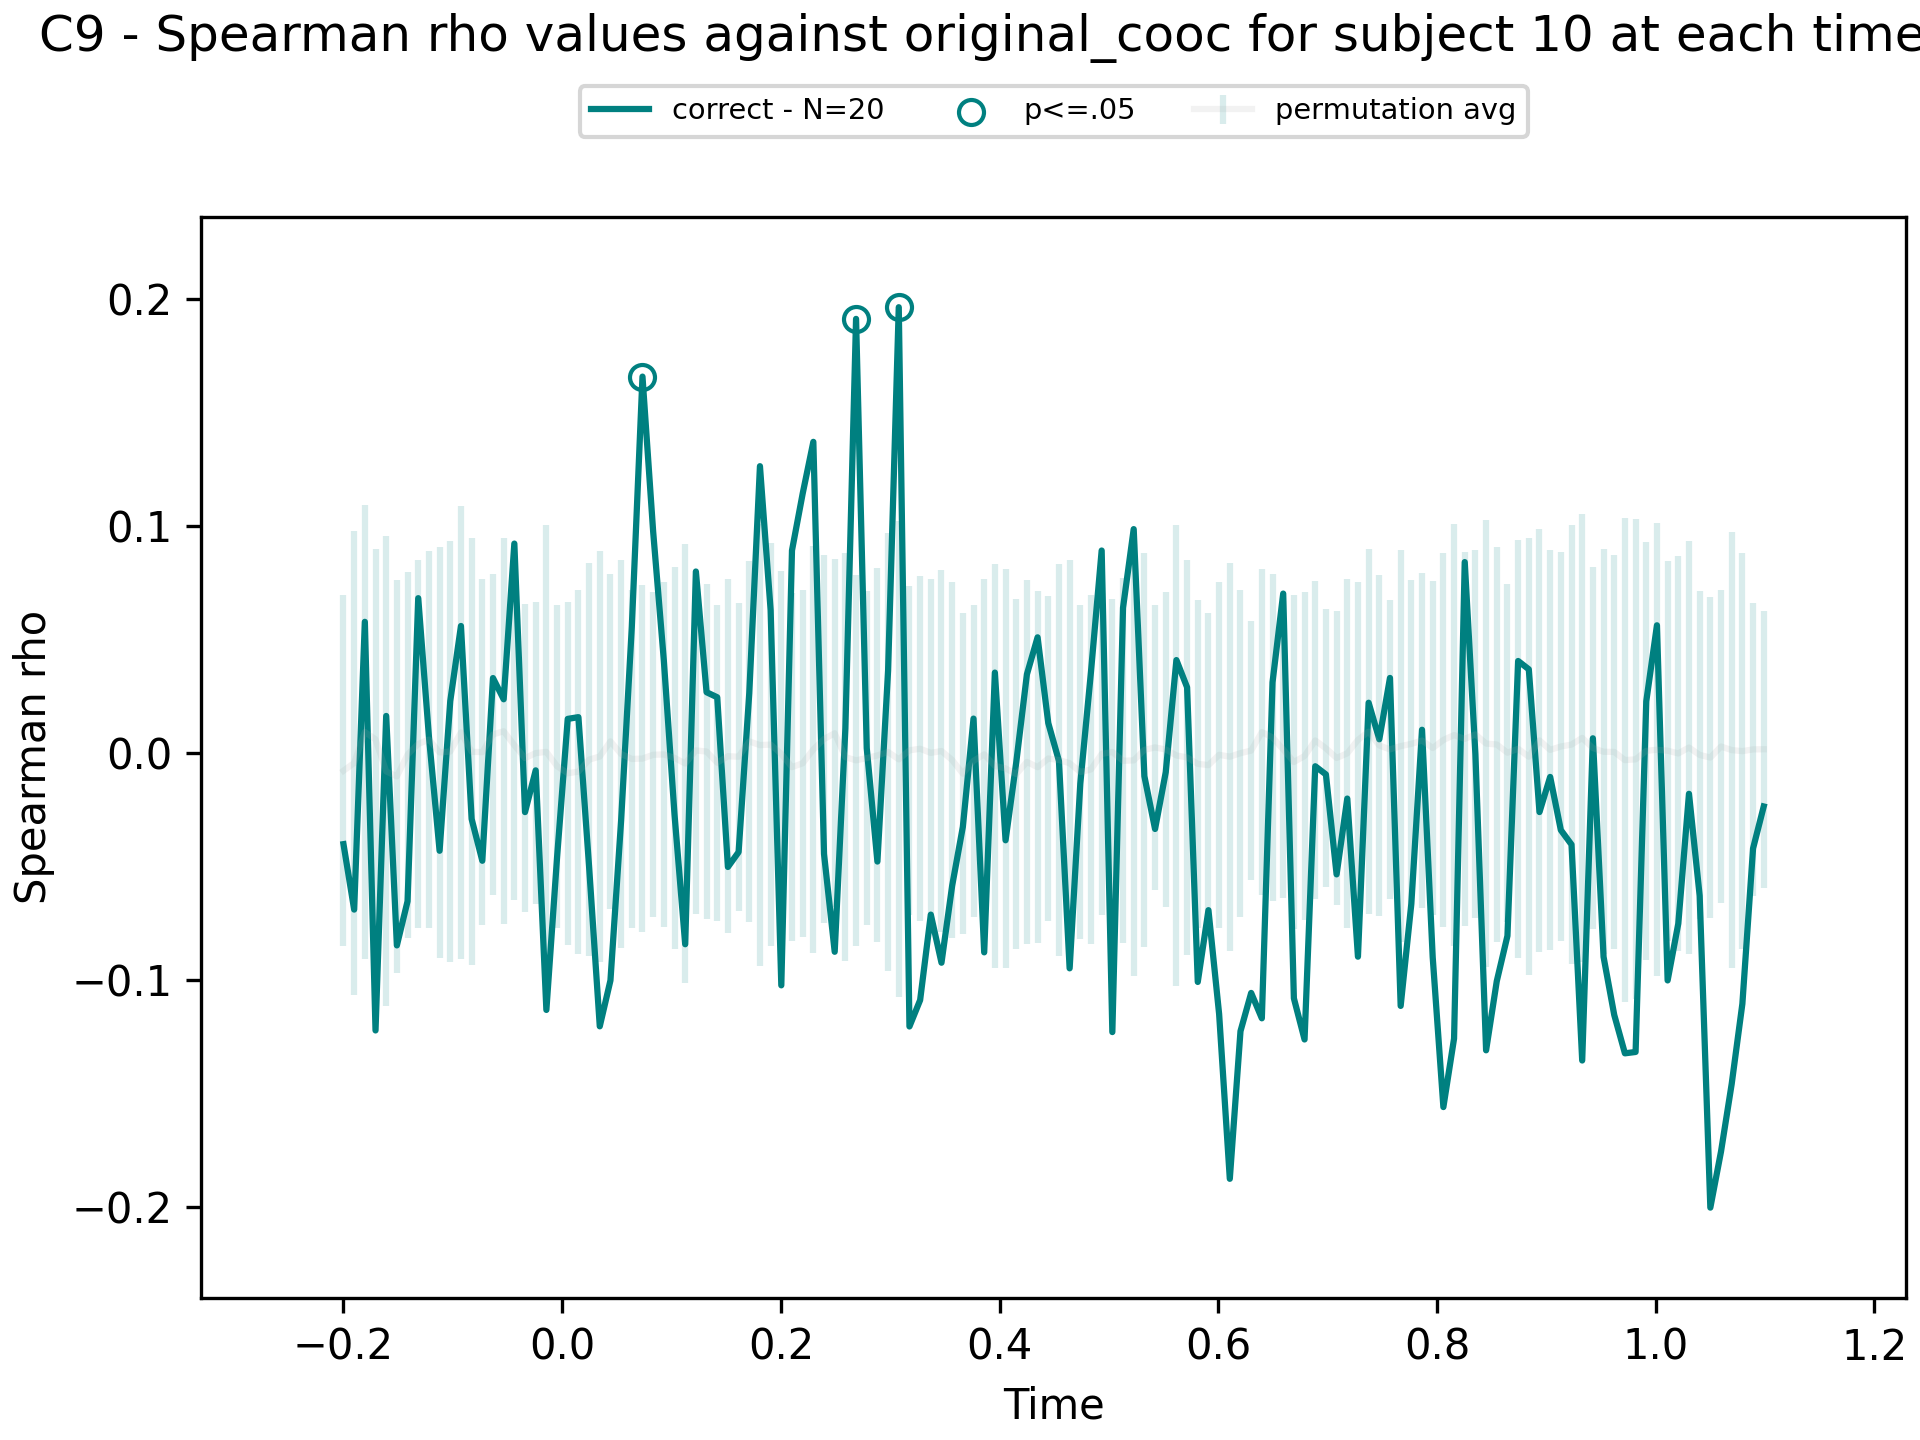 C9 - Spearman rho values against original_cooc for subject 10 at each time
correct - N=20 p<=.05 permutation avg
0.2
0.1
0.0
−0.1
−0.2
Spearman rho
−0.2 0.0 0.2 0.4 0.6 0.8 1.0 1.2
Time